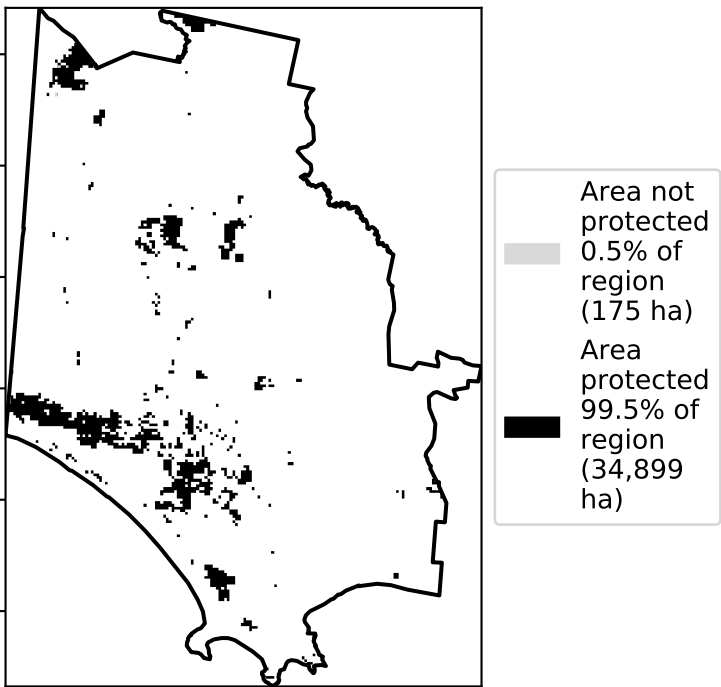 Area not
protected
0.5% of
region
(175 ha)
Area
protected
99.5% of
region
(34,899
ha)